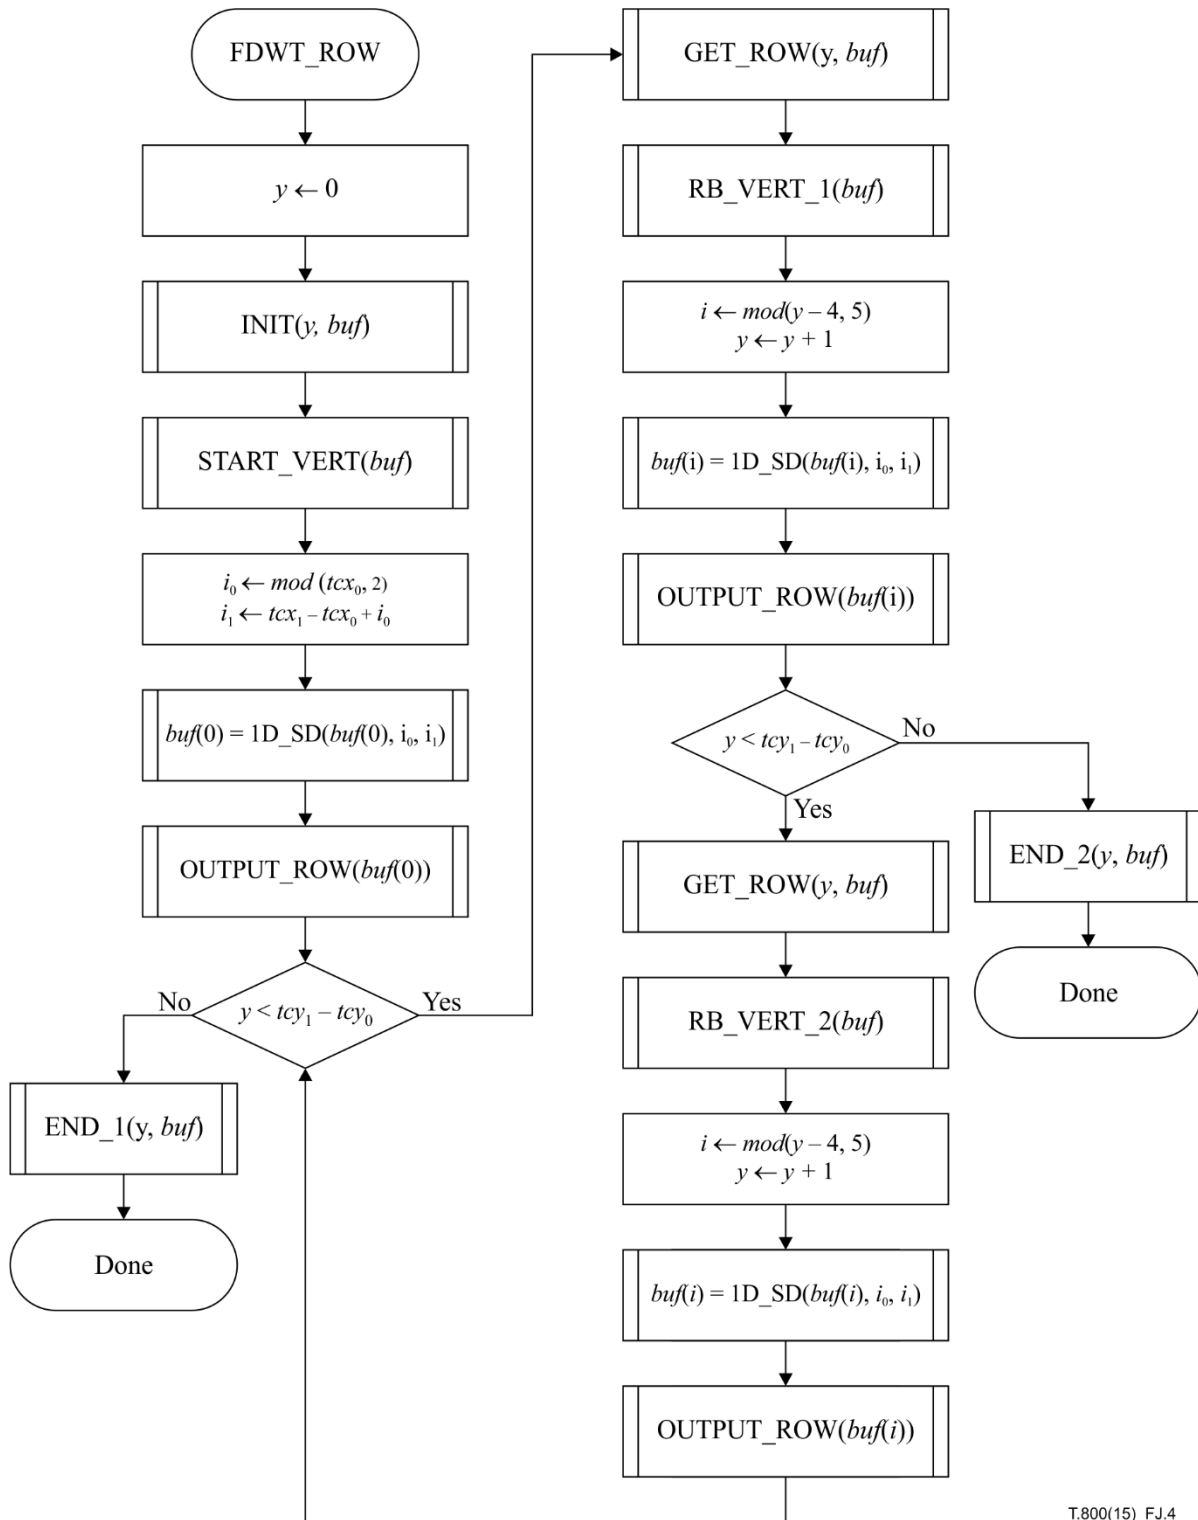 FDWT_ROW
y ← 0
INIT(y, buf)
START_VERT(buf)
i₀ ← mod (tcx₀, 2)
i₁ ← tcx₁ – tcx₀ + i₀
buf(0) = 1D_SD(buf(0), i₀, i₁)
OUTPUT_ROW(buf(0))
y < tcy₁ – tcy₀
No
Yes
END_1(y, buf)
Done
GET_ROW(y, buf)
RB_VERT_1(buf)
i ← mod(y – 4, 5)
y ← y + 1
buf(i) = 1D_SD(buf(i), i₀, i₁)
OUTPUT_ROW(buf(i))
y < tcy₁ – tcy₀
No
Yes
END_2(y, buf)
Done
GET_ROW(y, buf)
RB_VERT_2(buf)
i ← mod(y – 4, 5)
y ← y + 1
buf(i) = 1D_SD(buf(i), i₀, i₁)
OUTPUT_ROW(buf(i))
T.800(15)_FJ.4